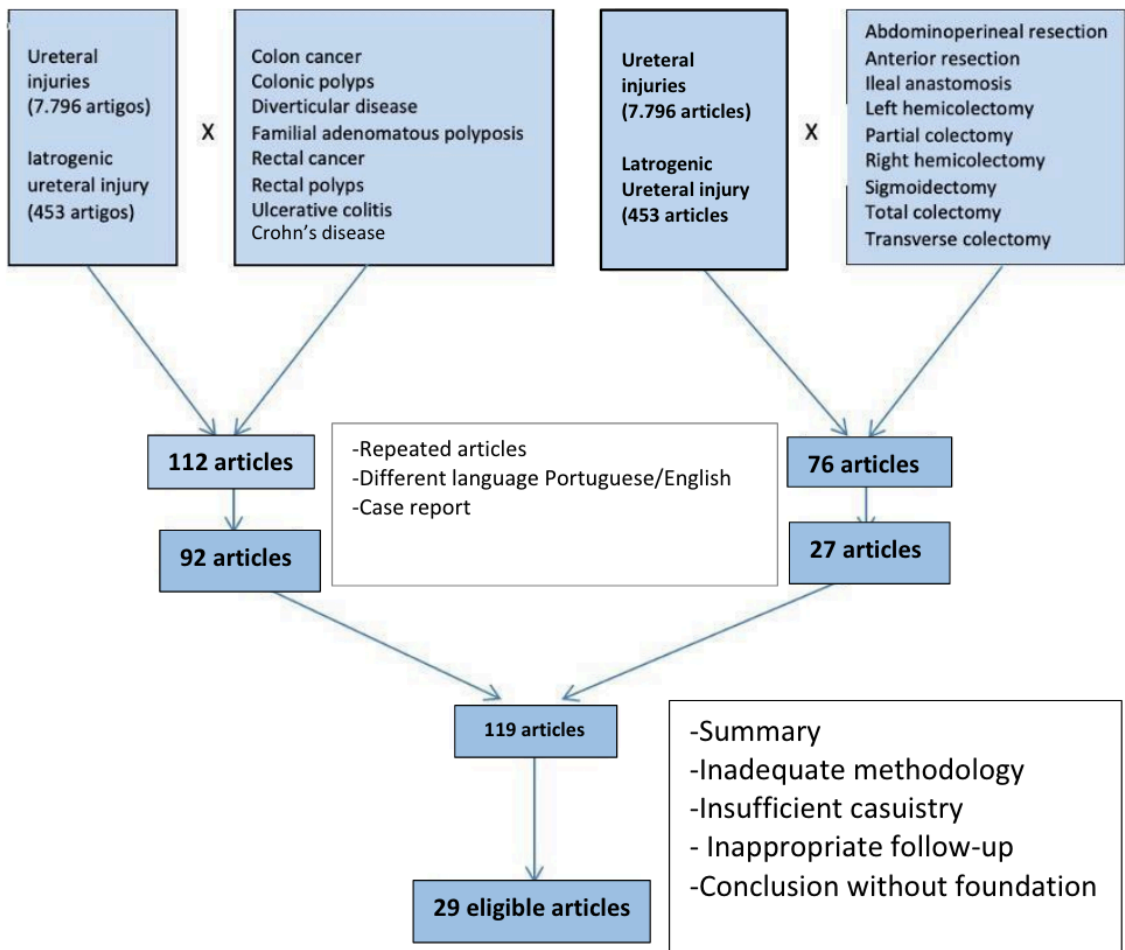 Ureteral
injuries
(7.796 artigos)
Iatrogenic
ureteral injury
(453 artigos)
X
Colon cancer
Colonic polyps
Diverticular disease
Familial adenomatous polyposis
Rectal cancer
Rectal polyps
Ulcerative colitis
Crohn’s disease
Ureteral
injuries
(7.796 articles)
Latrogenic
Ureteral injury
(453 articles
X
Abdominoperineal resection
Anterior resection
Ileal anastomosis
Left hemicolectomy
Partial colectomy
Right hemicolectomy
Sigmoidectomy
Total colectomy
Transverse colectomy
112 articles
-Repeated articles
-Different language Portuguese/English
-Case report
76 articles
92 articles
27 articles
119 articles
-Summary
-Inadequate methodology
-Insufficient casuistry
- Inappropriate follow-up
-Conclusion without foundation
29 eligible articles